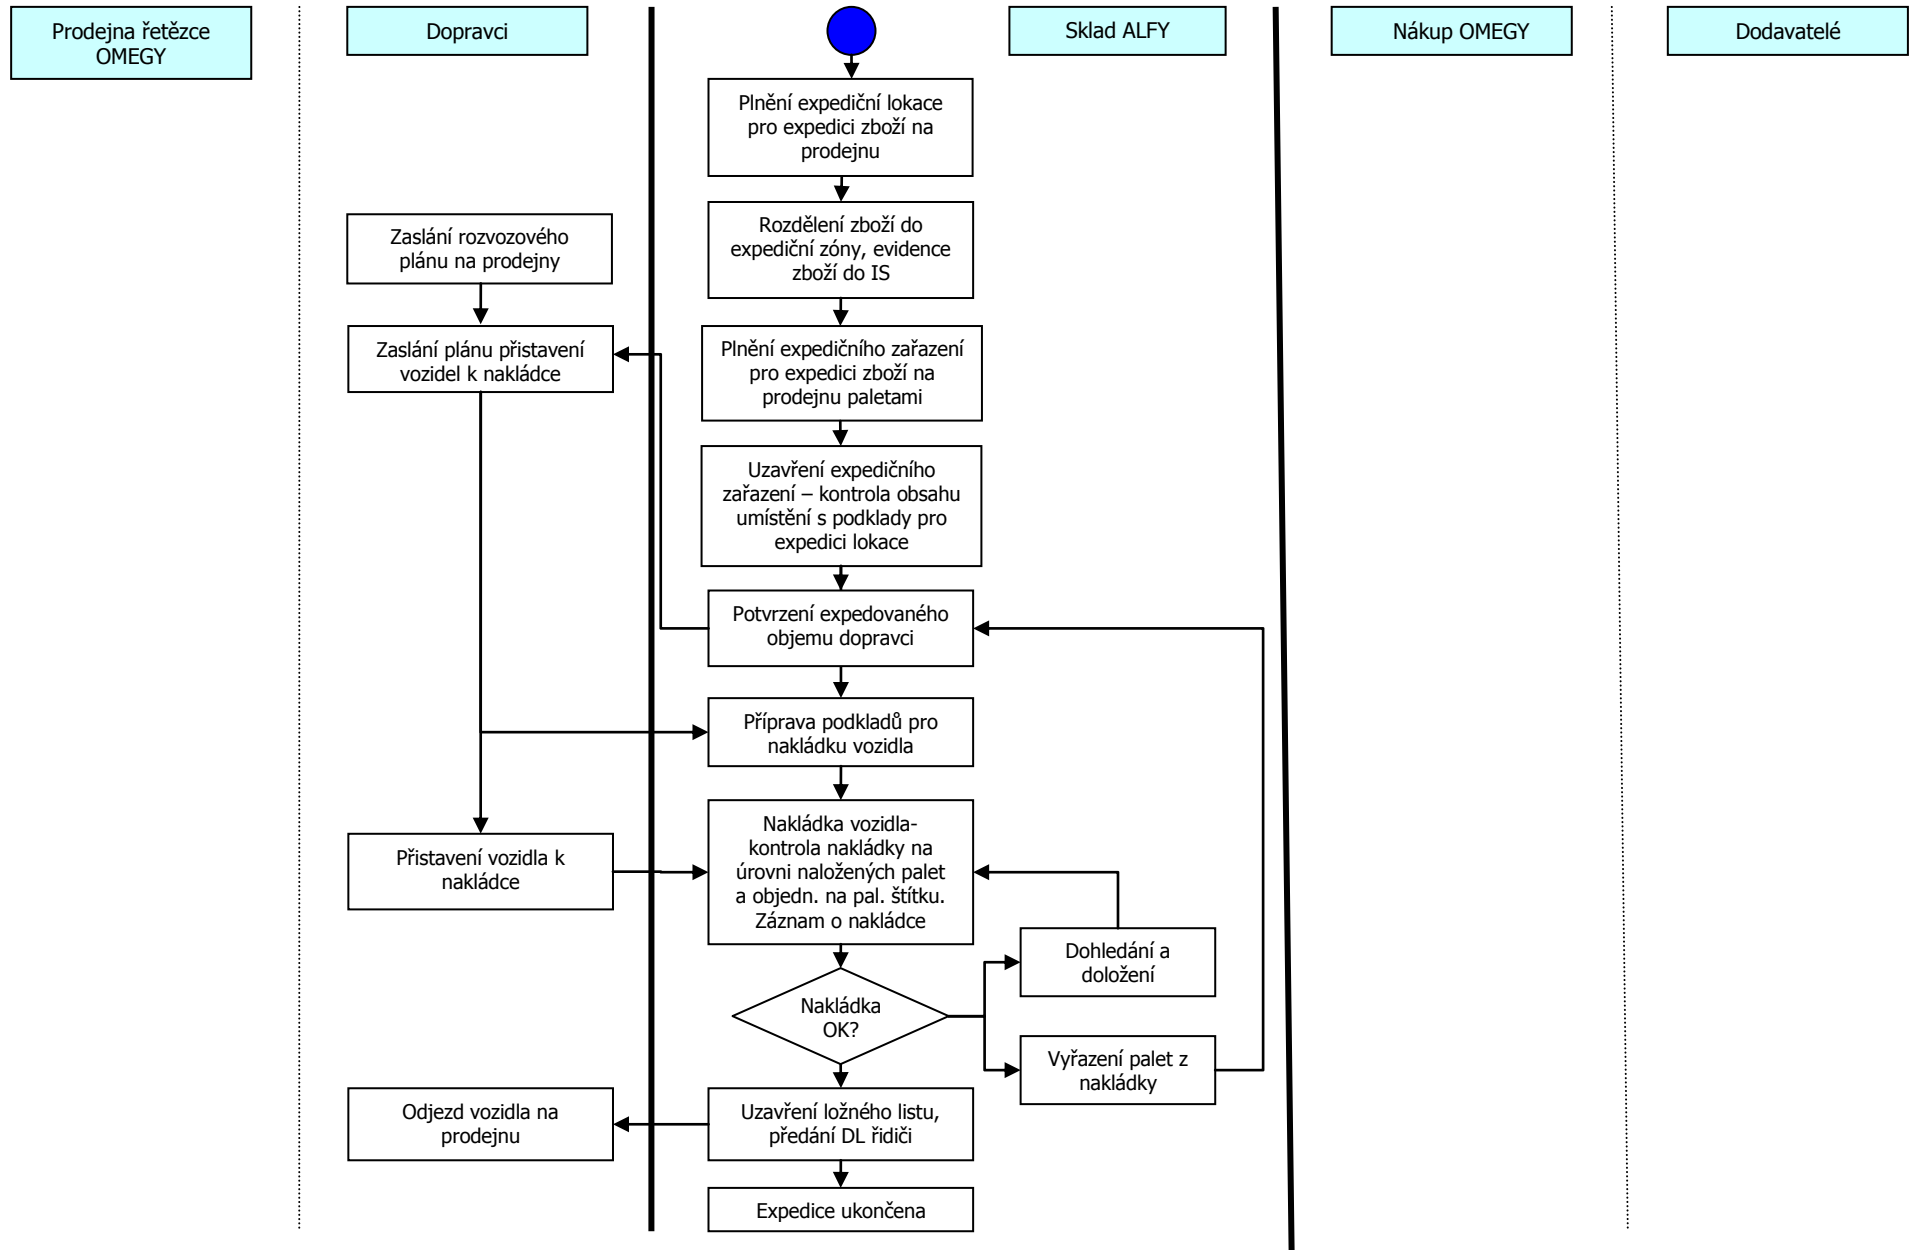 Prodejna řetězce
OMEGY
Dopravci
Sklad ALFY
Nákup OMEGY
Dodavatelé
Plnění expediční lokace
pro expedici zboží na
prodejnu
Zaslání rozvozového
plánu na prodejny
Rozdělení zboží do
expediční zóny, evidence
zboží do IS
Zaslání plánu přistavení
vozidel k nakládce
Plnění expedičního zařazení
pro expedici zboží na
prodejnu paletami
Uzavření expedičního
zařazení – kontrola obsahu
umístění s podklady pro
expedici lokace
Potvrzení expedovaného
objemu dopravci
Příprava podkladů pro
nakládku vozidla
Přistavení vozidla k
nakládce
Nakládka vozidla-
kontrola nakládky na
úrovni naložených palet
a objedn. na pal. štítku.
Záznam o nakládce
Dohledání a
doložení
Nakládka
OK?
Vyřazení palet z
nakládky
Odjezd vozidla na
prodejnu
Uzavření ložného listu,
předání DL řidiči
Expedice ukončena